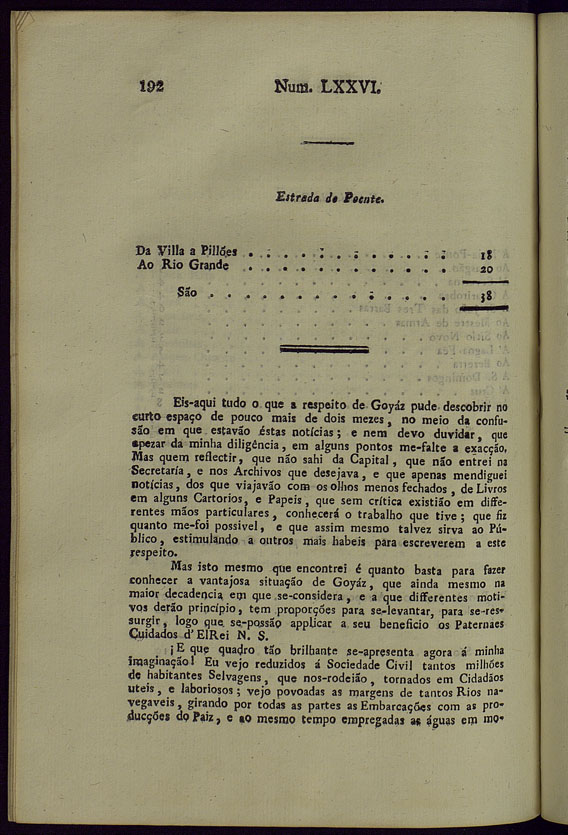 192 Num. LXXVI.
Estrada do Poente.
Da Villa a Pillões . . . . . . . . . . . . 18
Ao Rio Grande . . . . . . . . . . . . 20
São . . . . . . . . . . . . . 38
Eis-aqui tudo o que a respeito de Goyáz pude descobrir no
curto espaço de pouco mais de dois mezes, no meio da confu-
são em que estavão éstas notícias; e nem devo duvidar, que
apezar da minha diligência, em alguns pontos me-falte a exacção.
Mas quem reflectir, que não sahi da Capital, que não entrei na
Secretaría, e nos Archivos que desejava, e que apenas mendiguei
notícias, dos que viajavão com os olhos menos fechados, de Livros
em alguns Cartorios, e Papeis, que sem crítica existião em diffe-
rentes mãos particulares, conhecerá o trabalho que tive; que fiz
quanto me-foi possivel, e que assim mesmo talvez sirva ao Pú-
blico, estimulando a outros mais habeis para escreverem a este
respeito.
Mas isto mesmo que encontrei é quanto basta para fazer
conhecer a vantajosa situação de Goyáz, que ainda mesmo na
maior decadencia em que se-considera, e a que differentes moti-
vos derão princípio, tem proporções para se-levantar, para se-res-
surgir, logo que se-possão applicar a seu beneficio os Paternaes
Cuidados d'ElRei N. S.
¡E que quadro tão brilhante se-apresenta agora á minha
imaginação! Eu vejo reduzidos á Sociedade Civil tantos milhões
de habitantes Selvagens, que nos-rodeião, tornados em Cidadãos
uteis, e laboriosos; vejo povoadas as margens de tantos Rios na-
vegaveis, girando por todas as partes as Embarcações com as pro-
ducções do Paiz, e ao mesmo tempo empregadas as águas em mo-